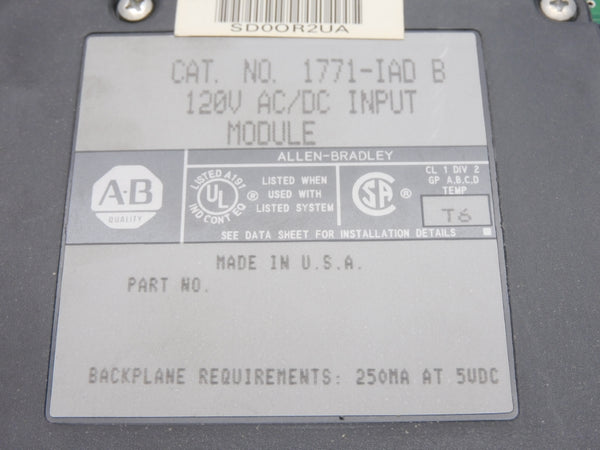 SD00R2UA
CAT. NO. 1771-IAD B
120V AC/DC INPUT
MODULE
ALLEN-BRADLEY
A-B
QUALITY
LISTED A191
UL
IND CONT EQ
®
LISTED WHEN
USED WITH
LISTED SYSTEM
SA
®
CL 1 DIV 2
GP A,B,C,D
TEMP
T6
SEE DATA SHEET FOR INSTALLATION DETAILS
MADE IN U.S.A.
PART NO.
BACKPLANE REQUIREMENTS: 250MA AT 5VDC